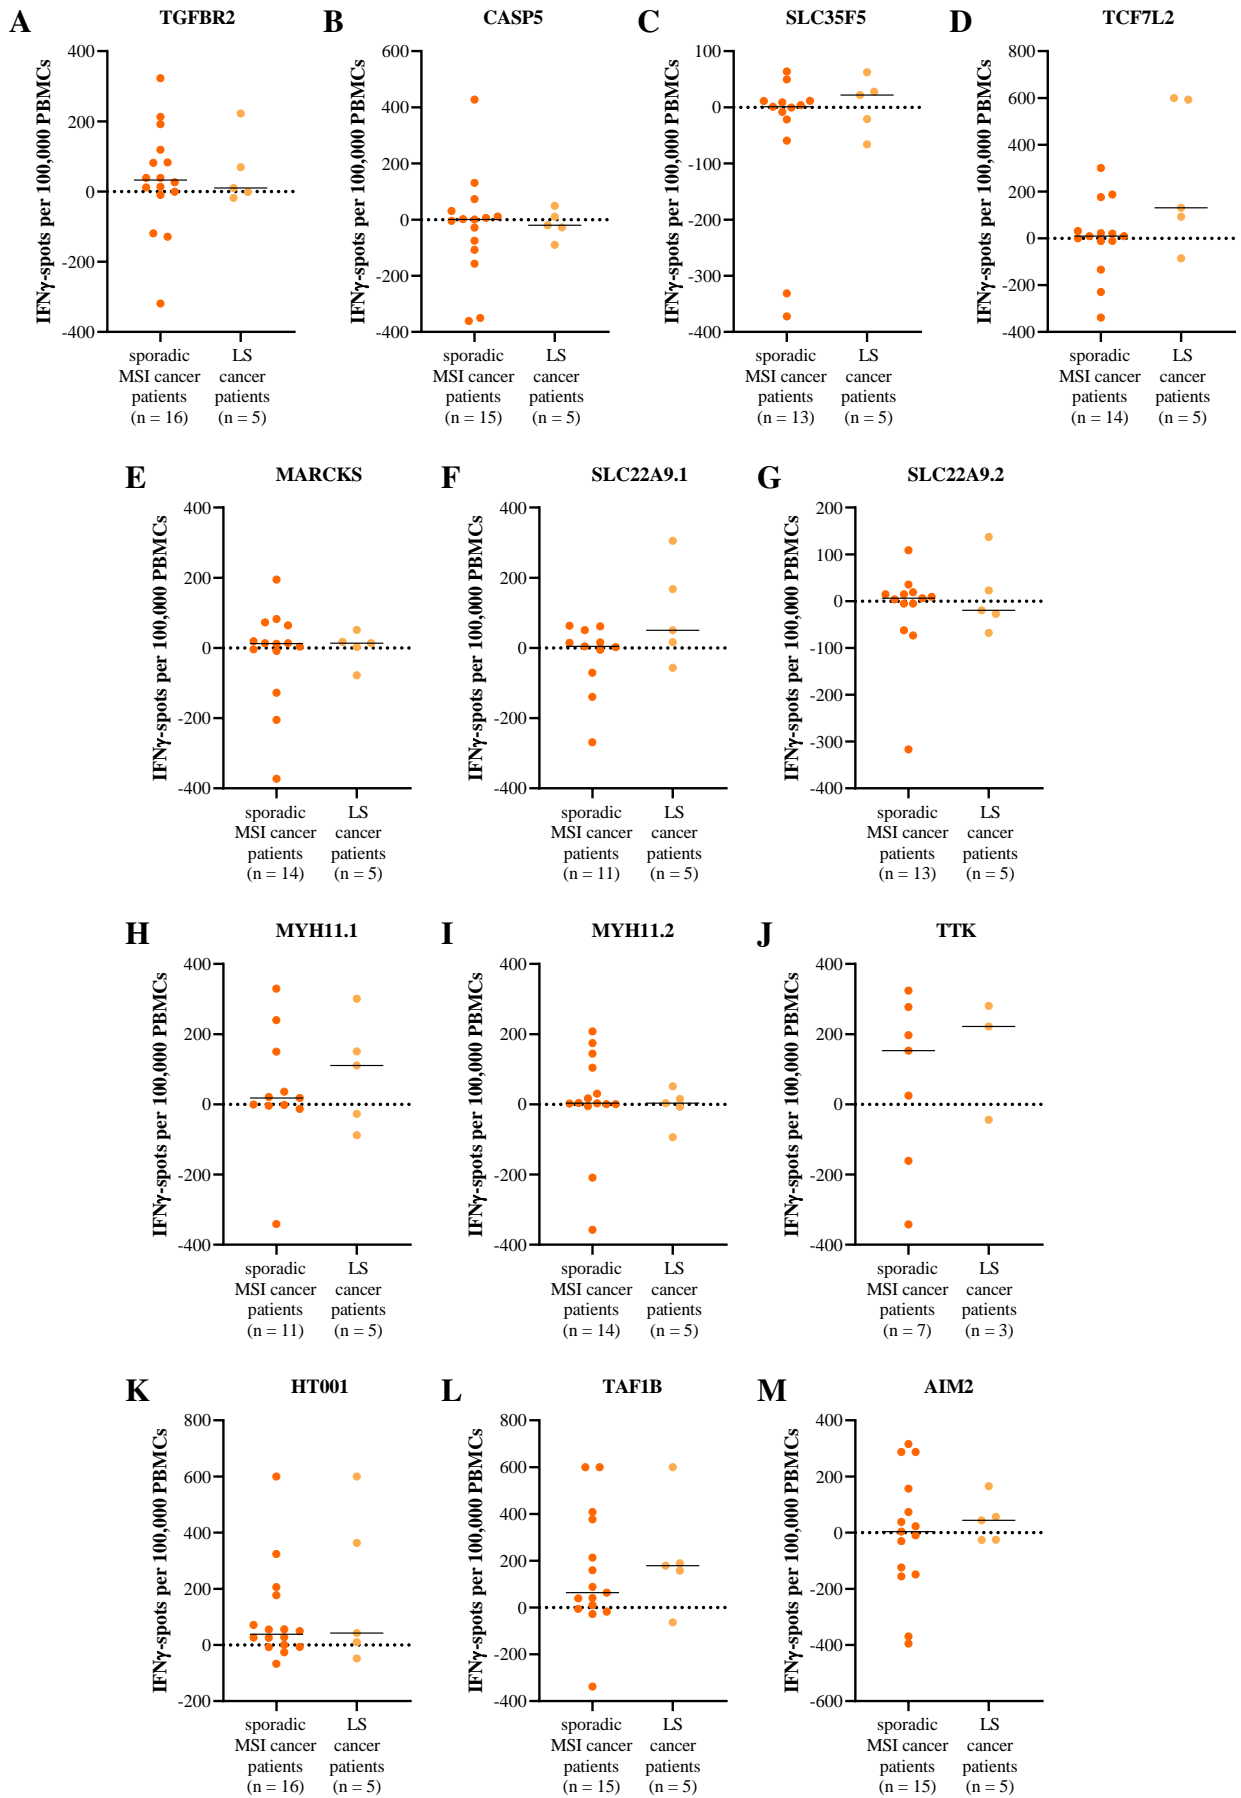 A TGFBR2
IFNγ-spots per 100,000 PBMCs
400
200
0
-200
-400
sporadic
MSI cancer
patients
(n = 16)
LS
cancer
patients
(n = 5)
B CASP5
IFNγ-spots per 100,000 PBMCs
600
400
200
0
-200
-400
sporadic
MSI cancer
patients
(n = 15)
LS
cancer
patients
(n = 5)
C SLC35F5
IFNγ-spots per 100,000 PBMCs
100
0
-100
-200
-300
-400
sporadic
MSI cancer
patients
(n = 13)
LS
cancer
patients
(n = 5)
D TCF7L2
IFNγ-spots per 100,000 PBMCs
800
600
400
200
0
-200
-400
sporadic
MSI cancer
patients
(n = 14)
LS
cancer
patients
(n = 5)
E MARCKS
IFNγ-spots per 100,000 PBMCs
400
200
0
-200
-400
sporadic
MSI cancer
patients
(n = 14)
LS
cancer
patients
(n = 5)
F SLC22A9.1
IFNγ-spots per 100,000 PBMCs
400
200
0
-200
-400
sporadic
MSI cancer
patients
(n = 11)
LS
cancer
patients
(n = 5)
G SLC22A9.2
IFNγ-spots per 100,000 PBMCs
200
100
0
-100
-200
-300
-400
sporadic
MSI cancer
patients
(n = 13)
LS
cancer
patients
(n = 5)
H MYH11.1
IFNγ-spots per 100,000 PBMCs
400
200
0
-200
-400
sporadic
MSI cancer
patients
(n = 11)
LS
cancer
patients
(n = 5)
I MYH11.2
IFNγ-spots per 100,000 PBMCs
400
200
0
-200
-400
sporadic
MSI cancer
patients
(n = 14)
LS
cancer
patients
(n = 5)
J TTK
IFNγ-spots per 100,000 PBMCs
400
200
0
-200
-400
sporadic
MSI cancer
patients
(n = 7)
LS
cancer
patients
(n = 3)
K HT001
IFNγ-spots per 100,000 PBMCs
800
600
400
200
0
-200
sporadic
MSI cancer
patients
(n = 16)
LS
cancer
patients
(n = 5)
L TAF1B
IFNγ-spots per 100,000 PBMCs
800
600
400
200
0
-200
-400
sporadic
MSI cancer
patients
(n = 15)
LS
cancer
patients
(n = 5)
M AIM2
IFNγ-spots per 100,000 PBMCs
400
200
0
-200
-400
-600
sporadic
MSI cancer
patients
(n = 15)
LS
cancer
patients
(n = 5)